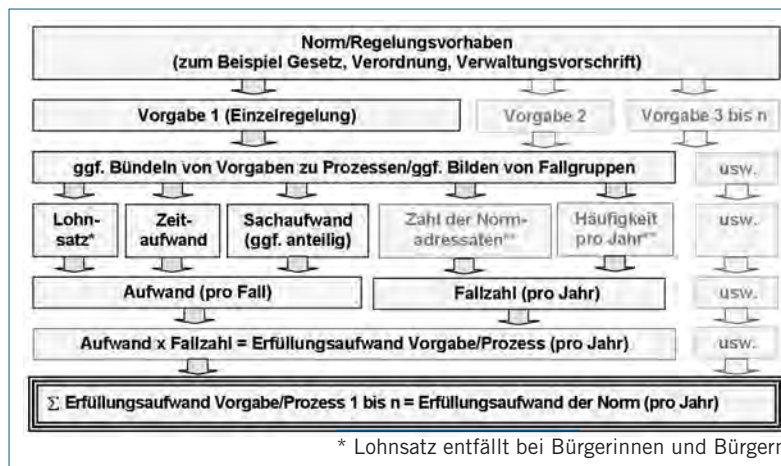 Norm/Regelungsvorhaben
(zum Beispiel Gesetz, Verordnung, Verwaltungsvorschrift)
Vorgabe 1 (Einzelregelung)
Vorgabe 2
Vorgabe 3 bis n
ggf. Bündeln von Vorgaben zu Prozessen/ggf. Bilden von Fallgruppen
usw.
Lohn-
satz*
Zeit-
aufwand
Sachaufwand
(ggf. anteilig)
Zahl der Norm-
adressaten**
Häufigkeit
pro Jahr**
usw.
Aufwand (pro Fall)
Fallzahl (pro Jahr)
usw.
Aufwand x Fallzahl = Erfüllungsaufwand Vorgabe/Prozess (pro Jahr)
usw.
Σ Erfüllungsaufwand Vorgabe/Prozess 1 bis n = Erfüllungsaufwand der Norm (pro Jahr)
* Lohnsatz entfällt bei Bürgerinnen und Bürgern